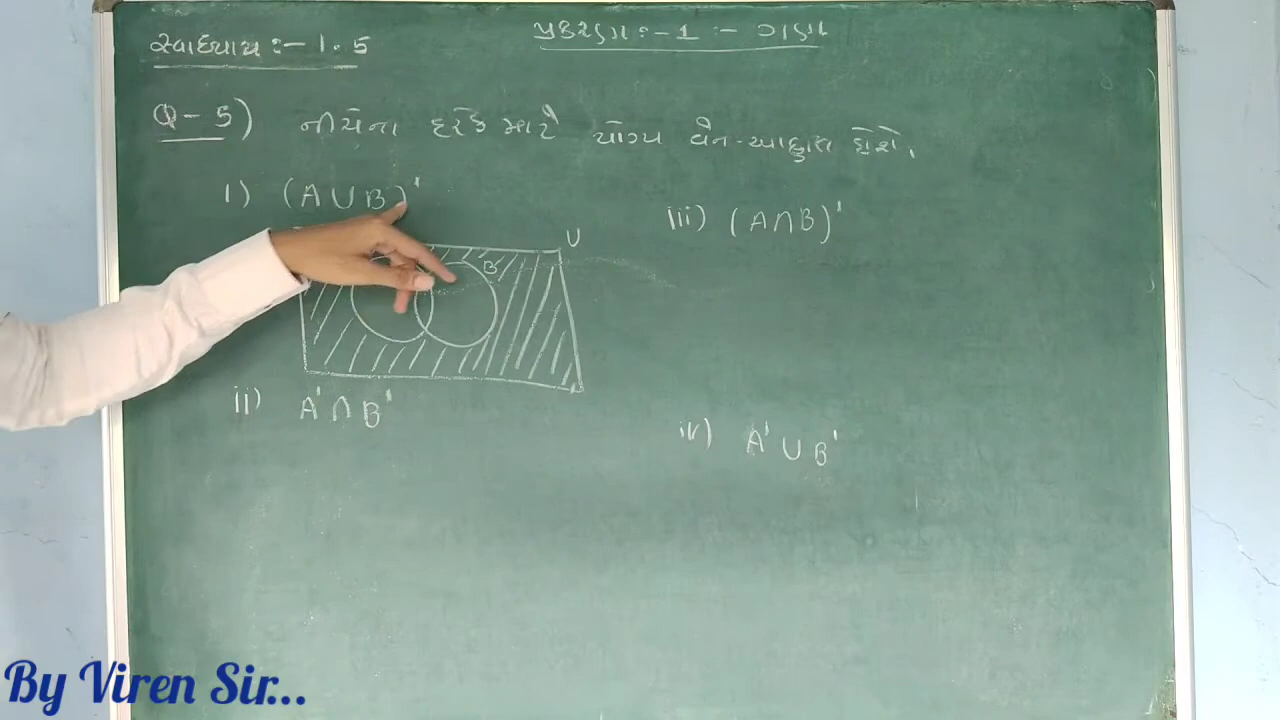 સ્વાધ્યાય :- 1.5
પ્રકરણ :- 1 :- ગણ
Q-5) નીચેના દરેક માટે યોગ્ય વેન-આકૃતિ દોરો.
i) (A∪B)'
U
B
ii) A'∩B'
iii) (A∩B)'
iv) A'∪B'
By Viren Sir...